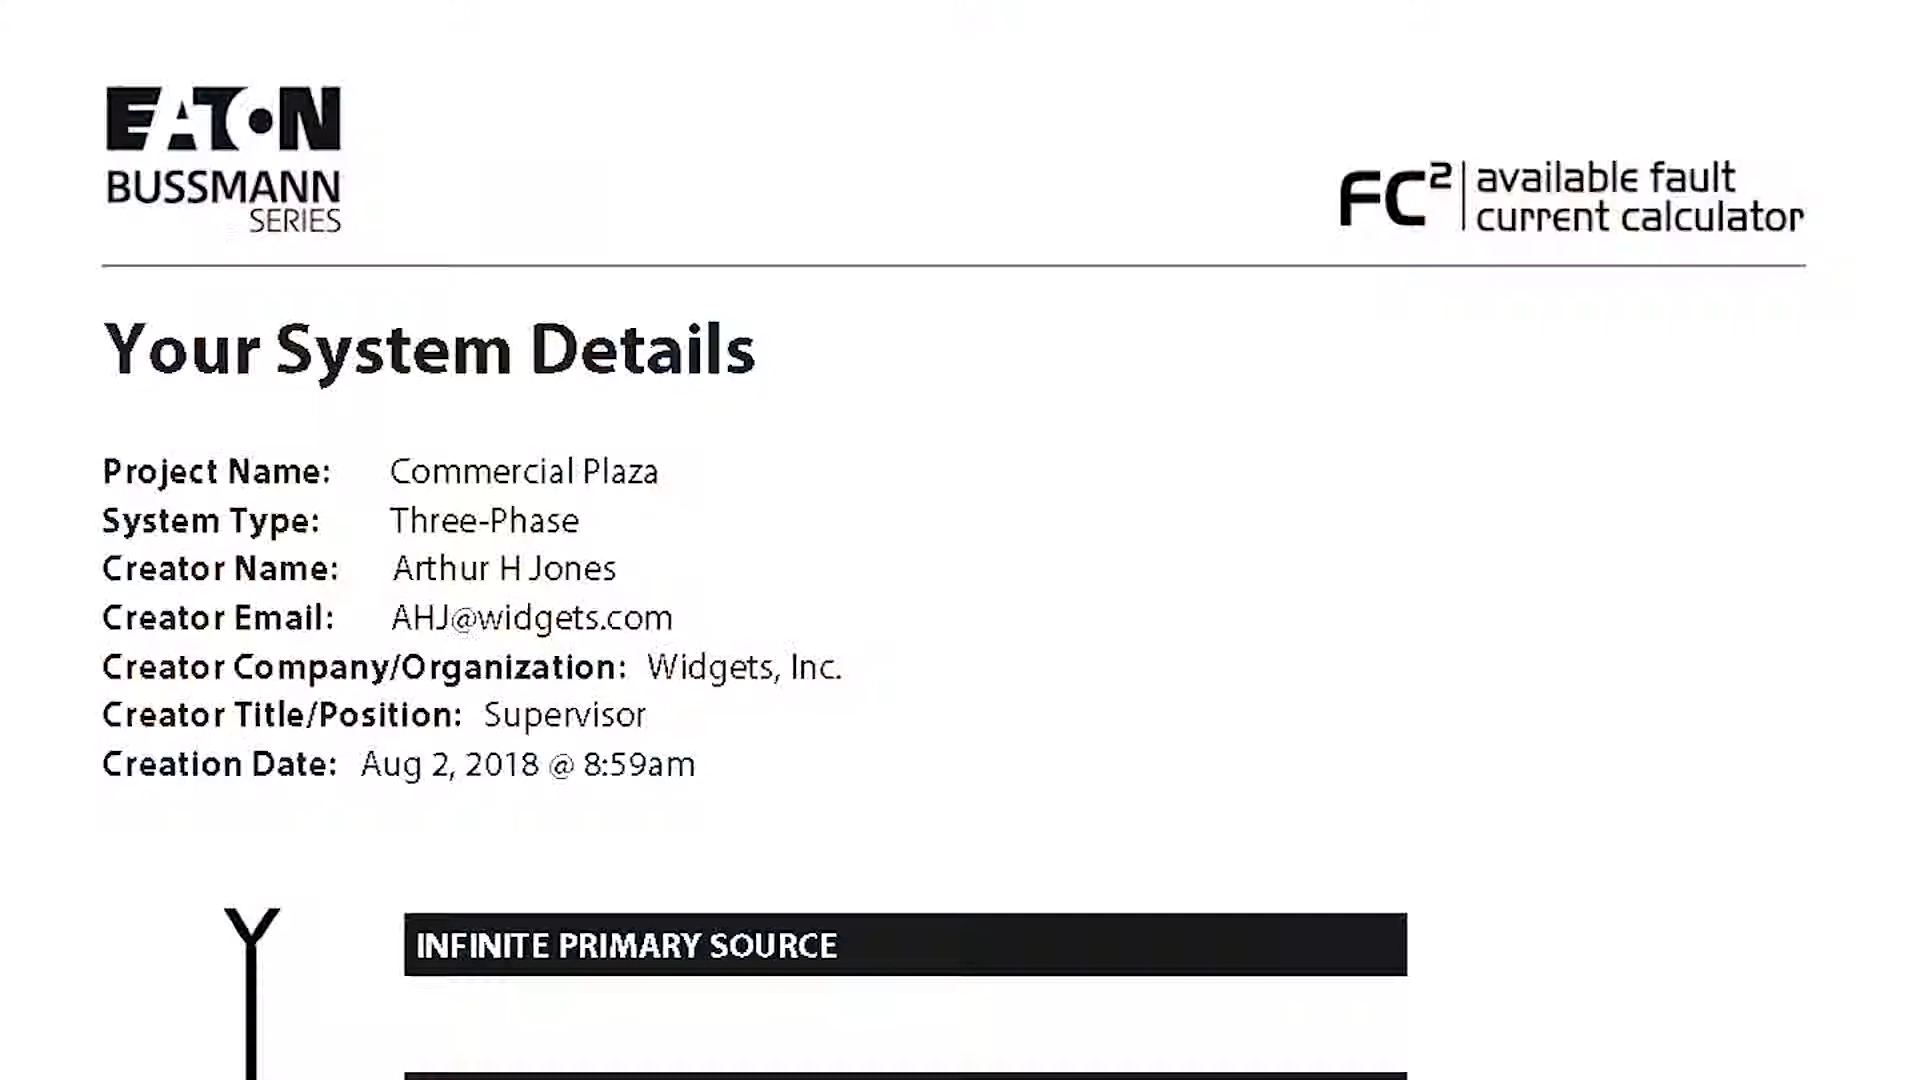 EATON
BUSSMANN
SERIES
FC² available fault
current calculator
Your System Details
Project Name: Commercial Plaza
System Type: Three-Phase
Creator Name: Arthur H Jones
Creator Email: AHJ@widgets.com
Creator Company/Organization: Widgets, Inc.
Creator Title/Position: Supervisor
Creation Date: Aug 2, 2018 @ 8:59am
INFINITE PRIMARY SOURCE